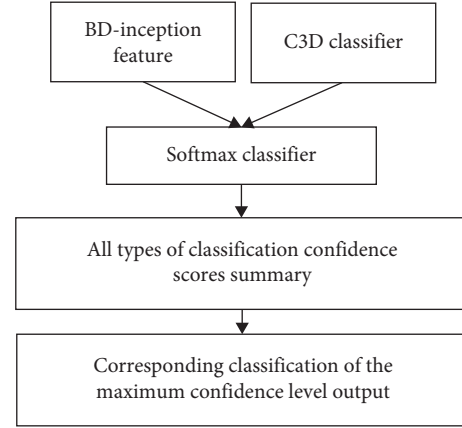 BD-inception
feature
C3D classifier
Softmax classifier
All types of classification confidence
scores summary
Corresponding classification of the
maximum confidence level output